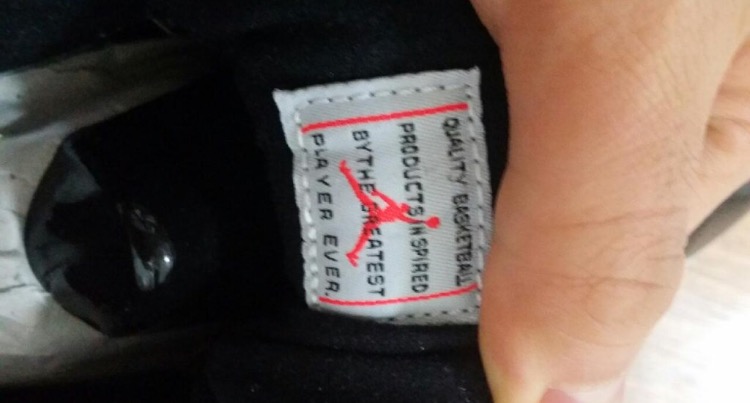 QUALITY BASKETBALL
PRODUCTS INSPIRED
BY THE GREATEST
PLAYER EVER.